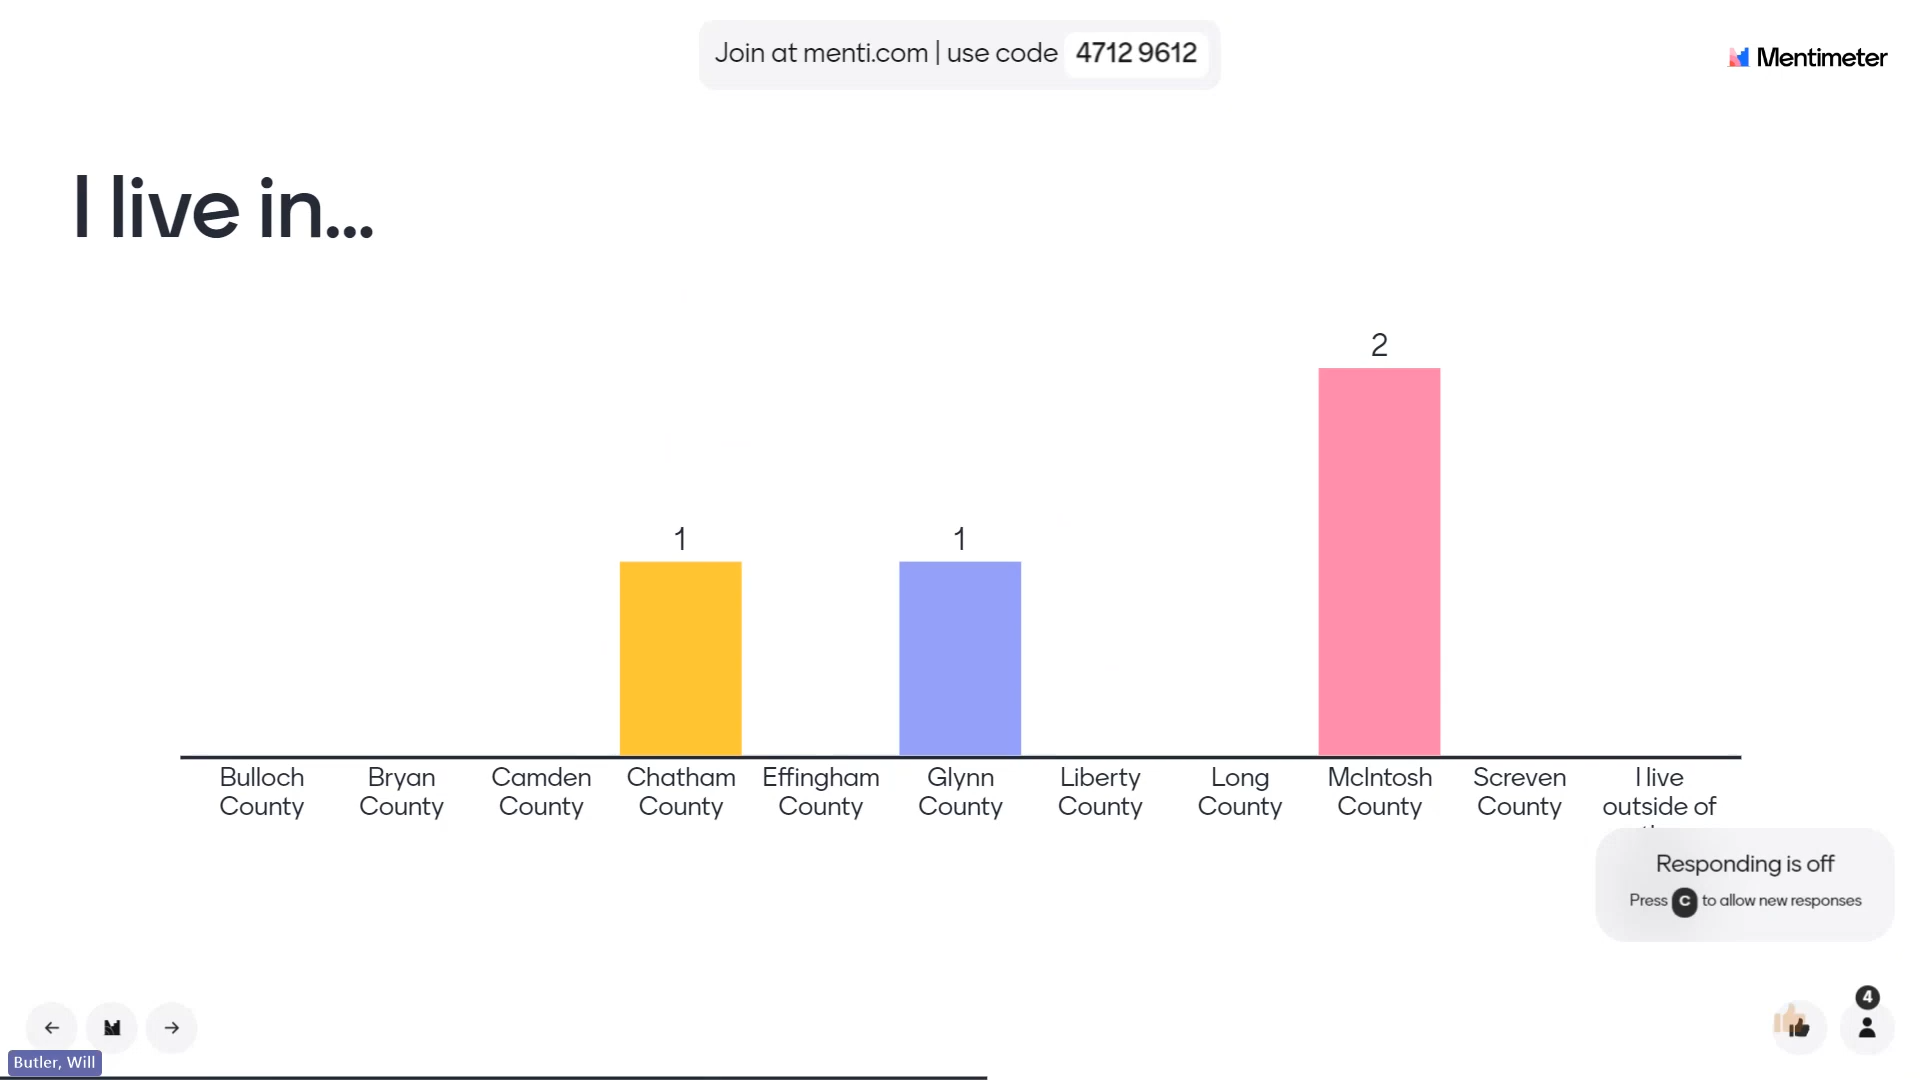 Join at menti.com | use code 4712 9612
Mentimeter
I live in...
2
1
1
Bulloch County
Bryan County
Camden County
Chatham County
Effingham County
Glynn County
Liberty County
Long County
McIntosh County
Screven County
I live outside of
Responding is off
Press C to allow new responses
4
Butler, Will